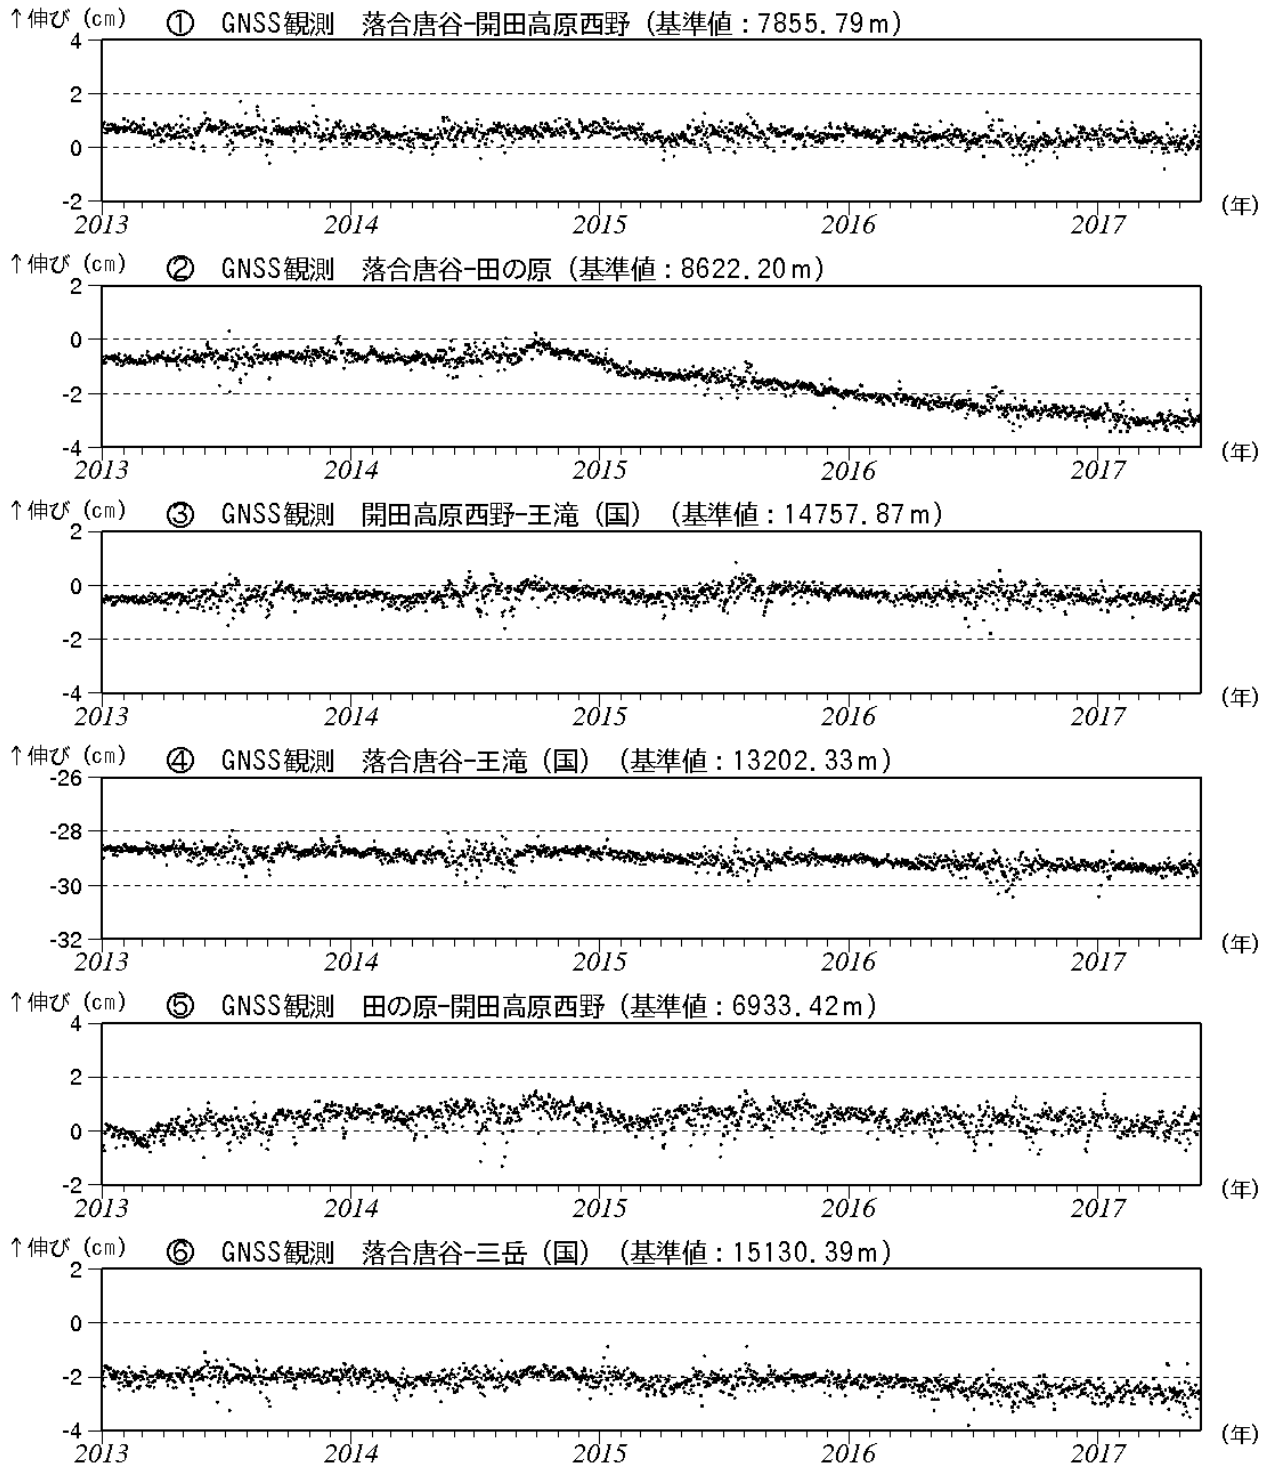 ↑伸び (cm) ① GNSS観測 落合唐谷-開田高原西野 (基準値：7855.79m)
4
2
0
-2
2013 2014 2015 2016 2017 (年)
↑伸び (cm) ② GNSS観測 落合唐谷-田の原 (基準値：8622.20m)
2
0
-2
-4
2013 2014 2015 2016 2017 (年)
↑伸び (cm) ③ GNSS観測 開田高原西野-王滝 (国) (基準値：14757.87m)
2
0
-2
-4
2013 2014 2015 2016 2017 (年)
↑伸び (cm) ④ GNSS観測 落合唐谷-王滝 (国) (基準値：13202.33m)
-26
-28
-30
-32
2013 2014 2015 2016 2017 (年)
↑伸び (cm) ⑤ GNSS観測 田の原-開田高原西野 (基準値：6933.42m)
4
2
0
-2
2013 2014 2015 2016 2017 (年)
↑伸び (cm) ⑥ GNSS観測 落合唐谷-三岳 (国) (基準値：15130.39m)
2
0
-2
-4
2013 2014 2015 2016 2017 (年)